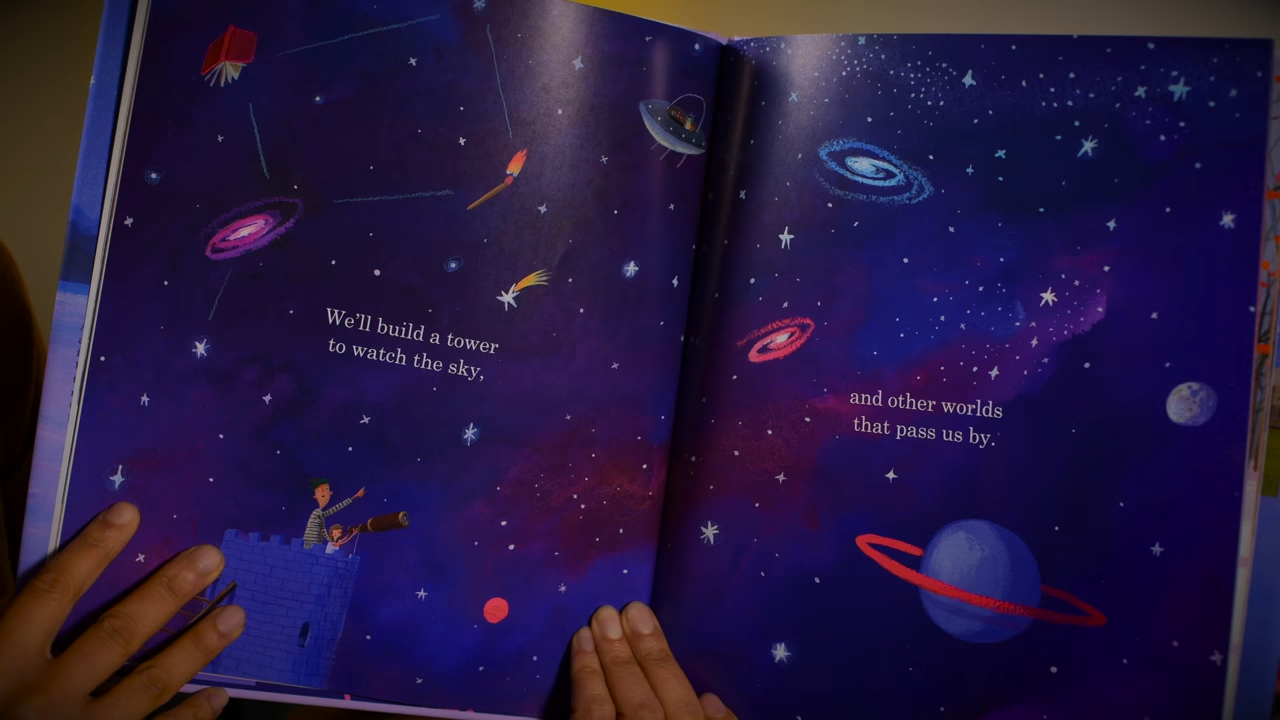 We'll build a tower
to watch the sky,
and other worlds
that pass us by.